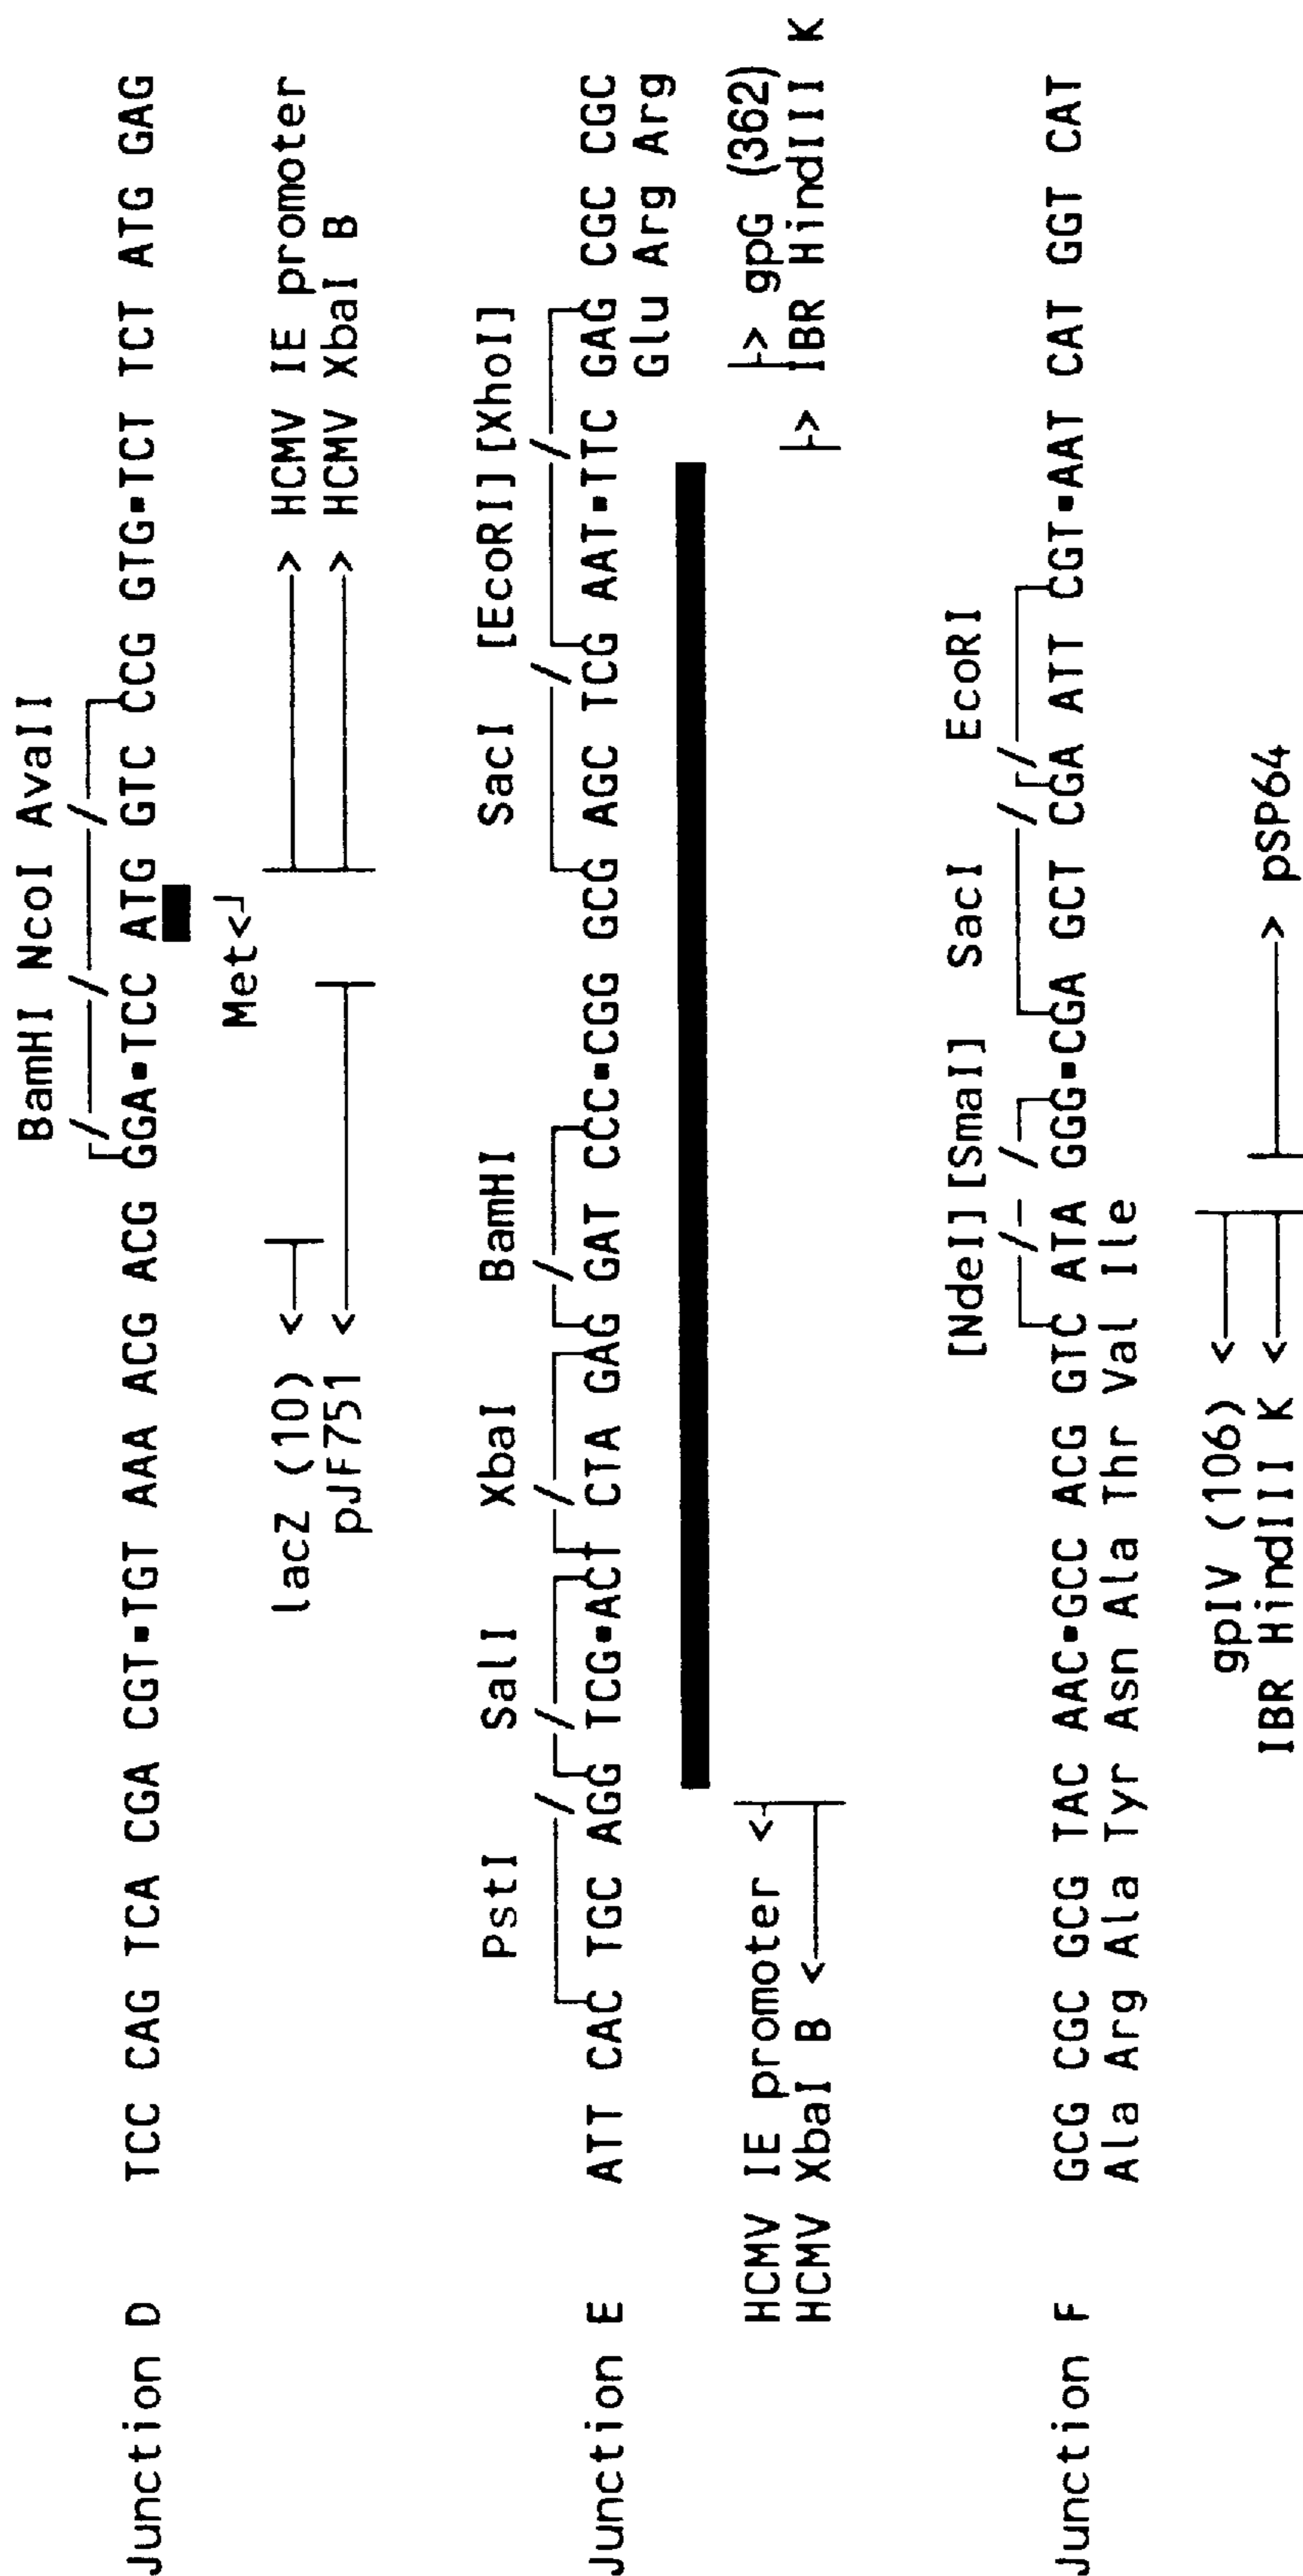 BamHI NcoI AvaII
Junction D TCC CAG TCA CGA CGT▪TGT AAA ACG ACG GGA▪TCC ATG GTC CCG GTG▪TCT TCT ATG GAG
Met<
lacZ (10) < > HCMV IE promoter
pJF751 < > HCMV XbaI B
PstI SalI XbaI BamHI SacI [EcoRI][XhoI]
Junction E ATT CAC TGC AGG TCG▪ACT CTA GAG GAT CCC▪CGG GCG AGC TCG AAT▪TTC GAG CGC CGC
Glu Arg Arg
HCMV IE promoter < > gpG (362)
HCMV XbaI B < > IBR HindIII K
[NdeI][SmaI] SacI EcoRI
Junction F GCG CGC GCG TAC AAC▪GCC ACG GTC ATA GGG▪CGA GCT CGA ATT CGT▪AAT CAT GGT CAT
Ala Arg Ala Tyr Asn Ala Thr Val Ile
gpIV (106) <
IBR HindIII K < > pSP64